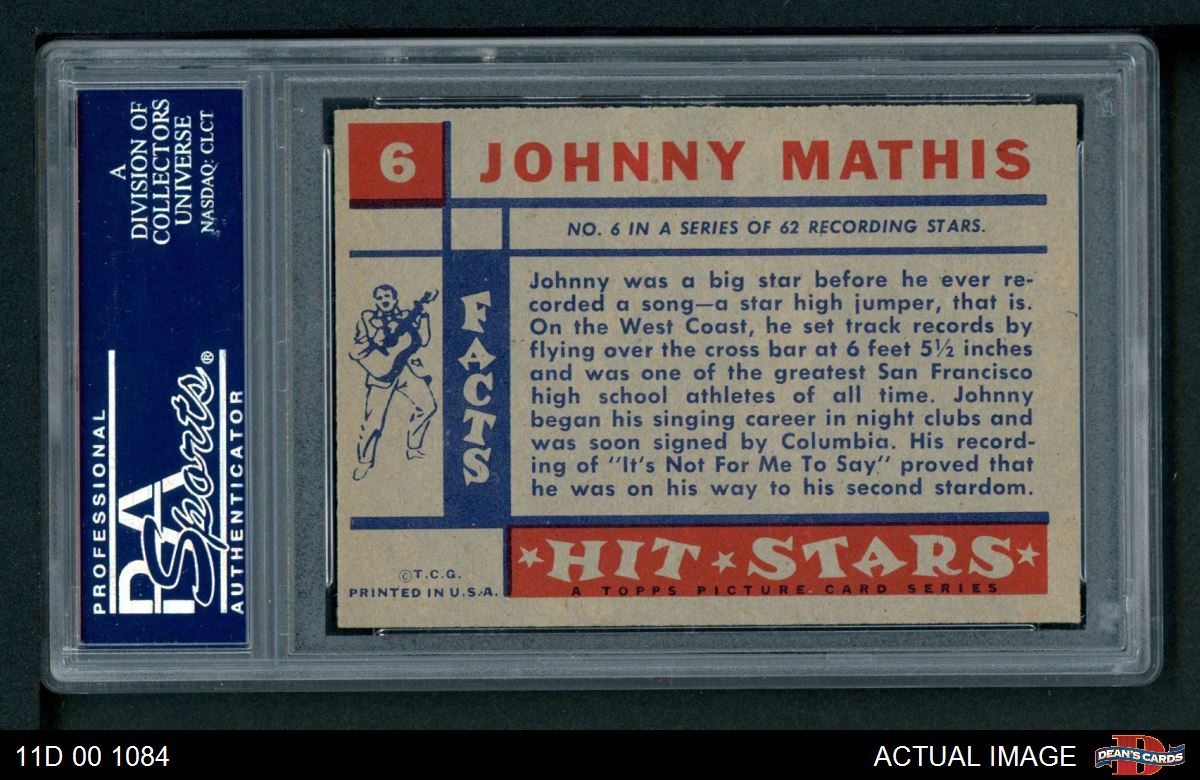 A
DIVISION OF
COLLECTORS
UNIVERSE
NASDAQ: CLCT
PROFESSIONAL
PSA
Sports®
AUTHENTICATOR
6
JOHNNY MATHIS
NO. 6 IN A SERIES OF 62 RECORDING STARS.
FACTS
Johnny was a big star before he ever re-
corded a song—a star high jumper, that is.
On the West Coast, he set track records by
flying over the cross bar at 6 feet 5½ inches
and was one of the greatest San Francisco
high school athletes of all time. Johnny
began his singing career in night clubs and
was soon signed by Columbia. His record-
ing of "It's Not For Me To Say" proved that
he was on his way to his second stardom.
©T.C.G.
PRINTED IN U.S.A.
HIT STARS
A TOPPS PICTURE CARD SERIES
11D 00 1084
ACTUAL IMAGE
D
DEAN'S CARDS